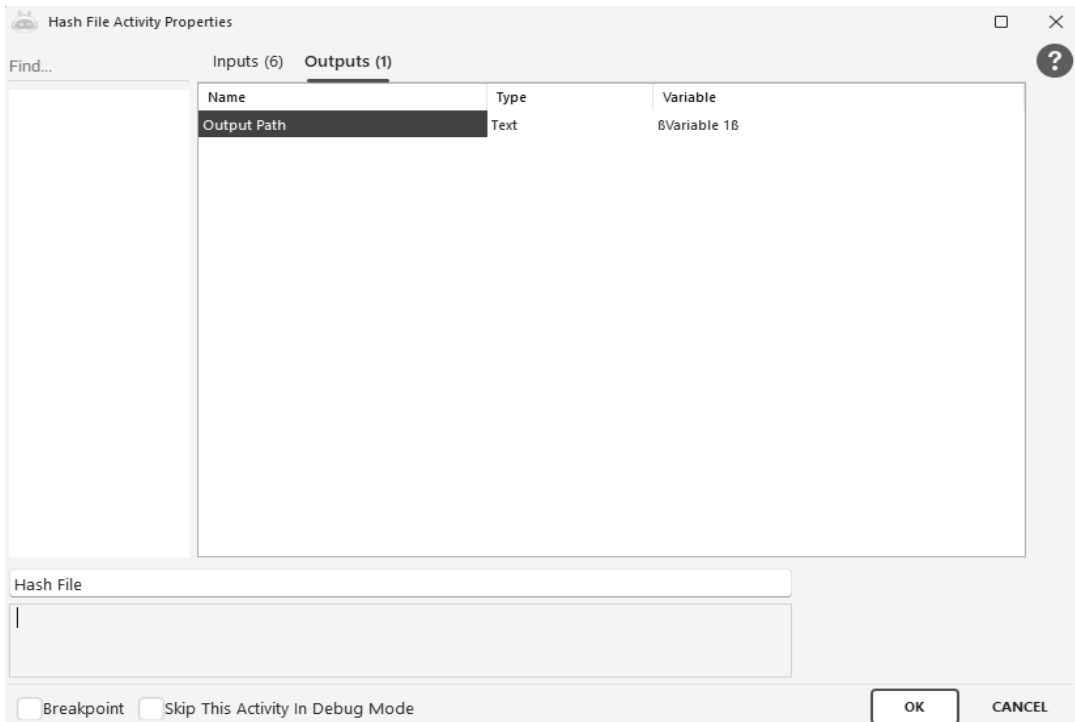 Hash File Activity Properties
Find...
Inputs (6) Outputs (1)
?
Name Type Variable
Output Path Text ßVariable 1ß
Hash File
Breakpoint Skip This Activity In Debug Mode
OK CANCEL